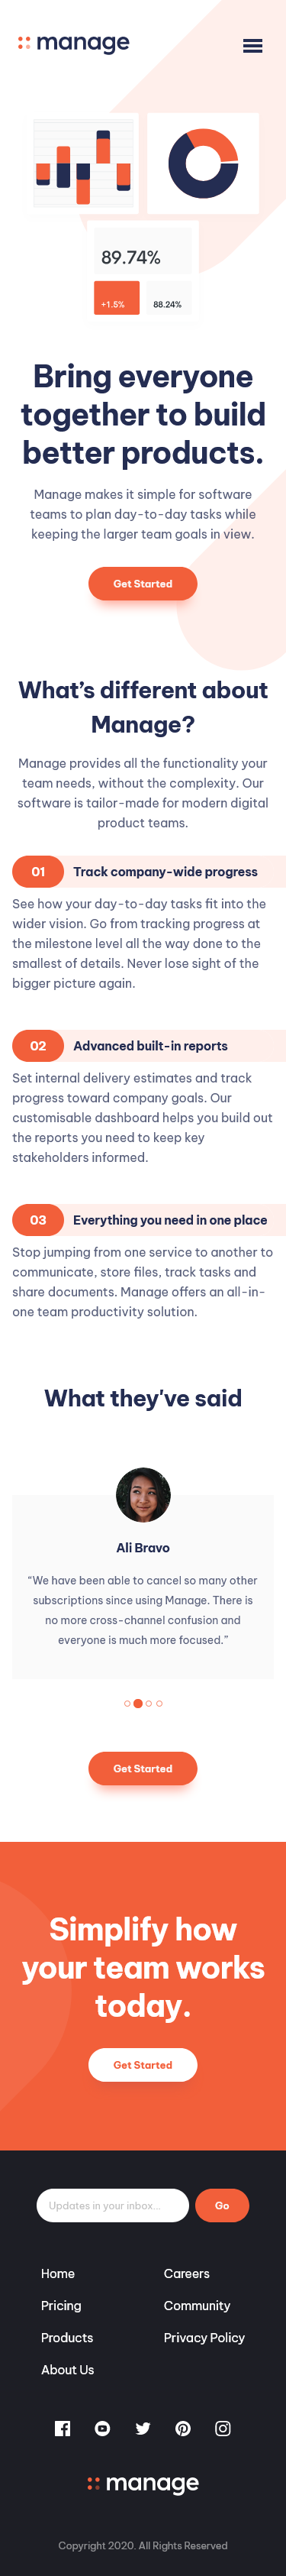 manage
89.74%
+1.5%
88.24%
Bring everyone
together to build
better products.
Manage makes it simple for software
teams to plan day-to-day tasks while
keeping the larger team goals in view.
Get Started
What’s different about
Manage?
Manage provides all the functionality your
team needs, without the complexity. Our
software is tailor-made for modern digital
product teams.
01 Track company-wide progress
See how your day-to-day tasks fit into the
wider vision. Go from tracking progress at
the milestone level all the way done to the
smallest of details. Never lose sight of the
bigger picture again.
02 Advanced built-in reports
Set internal delivery estimates and track
progress toward company goals. Our
customisable dashboard helps you build out
the reports you need to keep key
stakeholders informed.
03 Everything you need in one place
Stop jumping from one service to another to
communicate, store files, track tasks and
share documents. Manage offers an all-in-
one team productivity solution.
What they've said
Ali Bravo
“We have been able to cancel so many other
subscriptions since using Manage. There is
no more cross-channel confusion and
everyone is much more focused.”
Get Started
Simplify how
your team works
today.
Get Started
Updates in your inbox...
Go
Home
Pricing
Products
About Us
Careers
Community
Privacy Policy
manage
Copyright 2020. All Rights Reserved